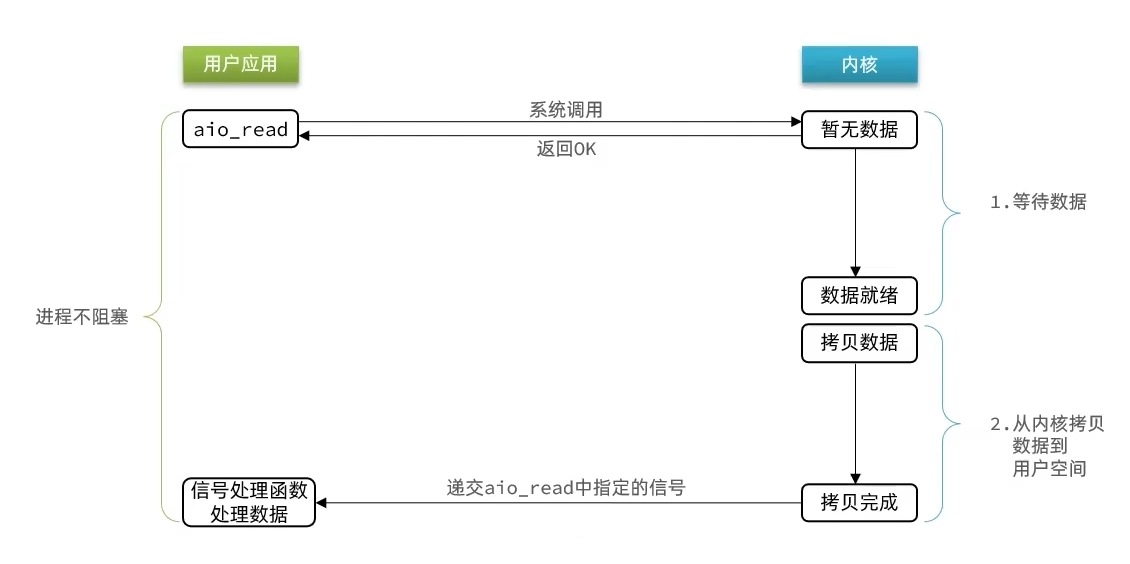 用户应用
内核
系统调用
aio_read
暂无数据
返回OK
1.等待数据
数据就绪
进程不阻塞
拷贝数据
2.从内核拷贝
数据到
用户空间
信号处理函数
处理数据
递交aio_read中指定的信号
拷贝完成